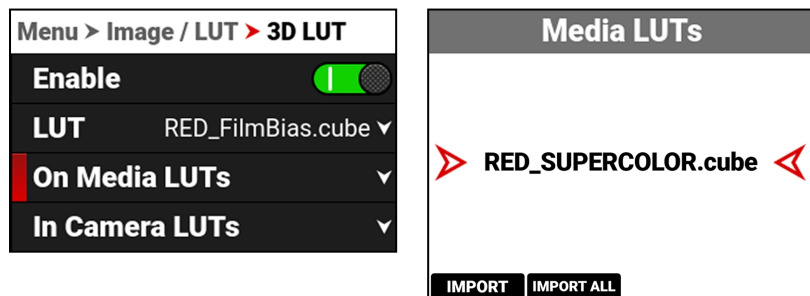 Menu > Image / LUT > 3D LUT
Enable
LUT RED_FilmBias.cube
On Media LUTs
In Camera LUTs
Media LUTs
RED_SUPERCOLOR.cube
IMPORT IMPORT ALL